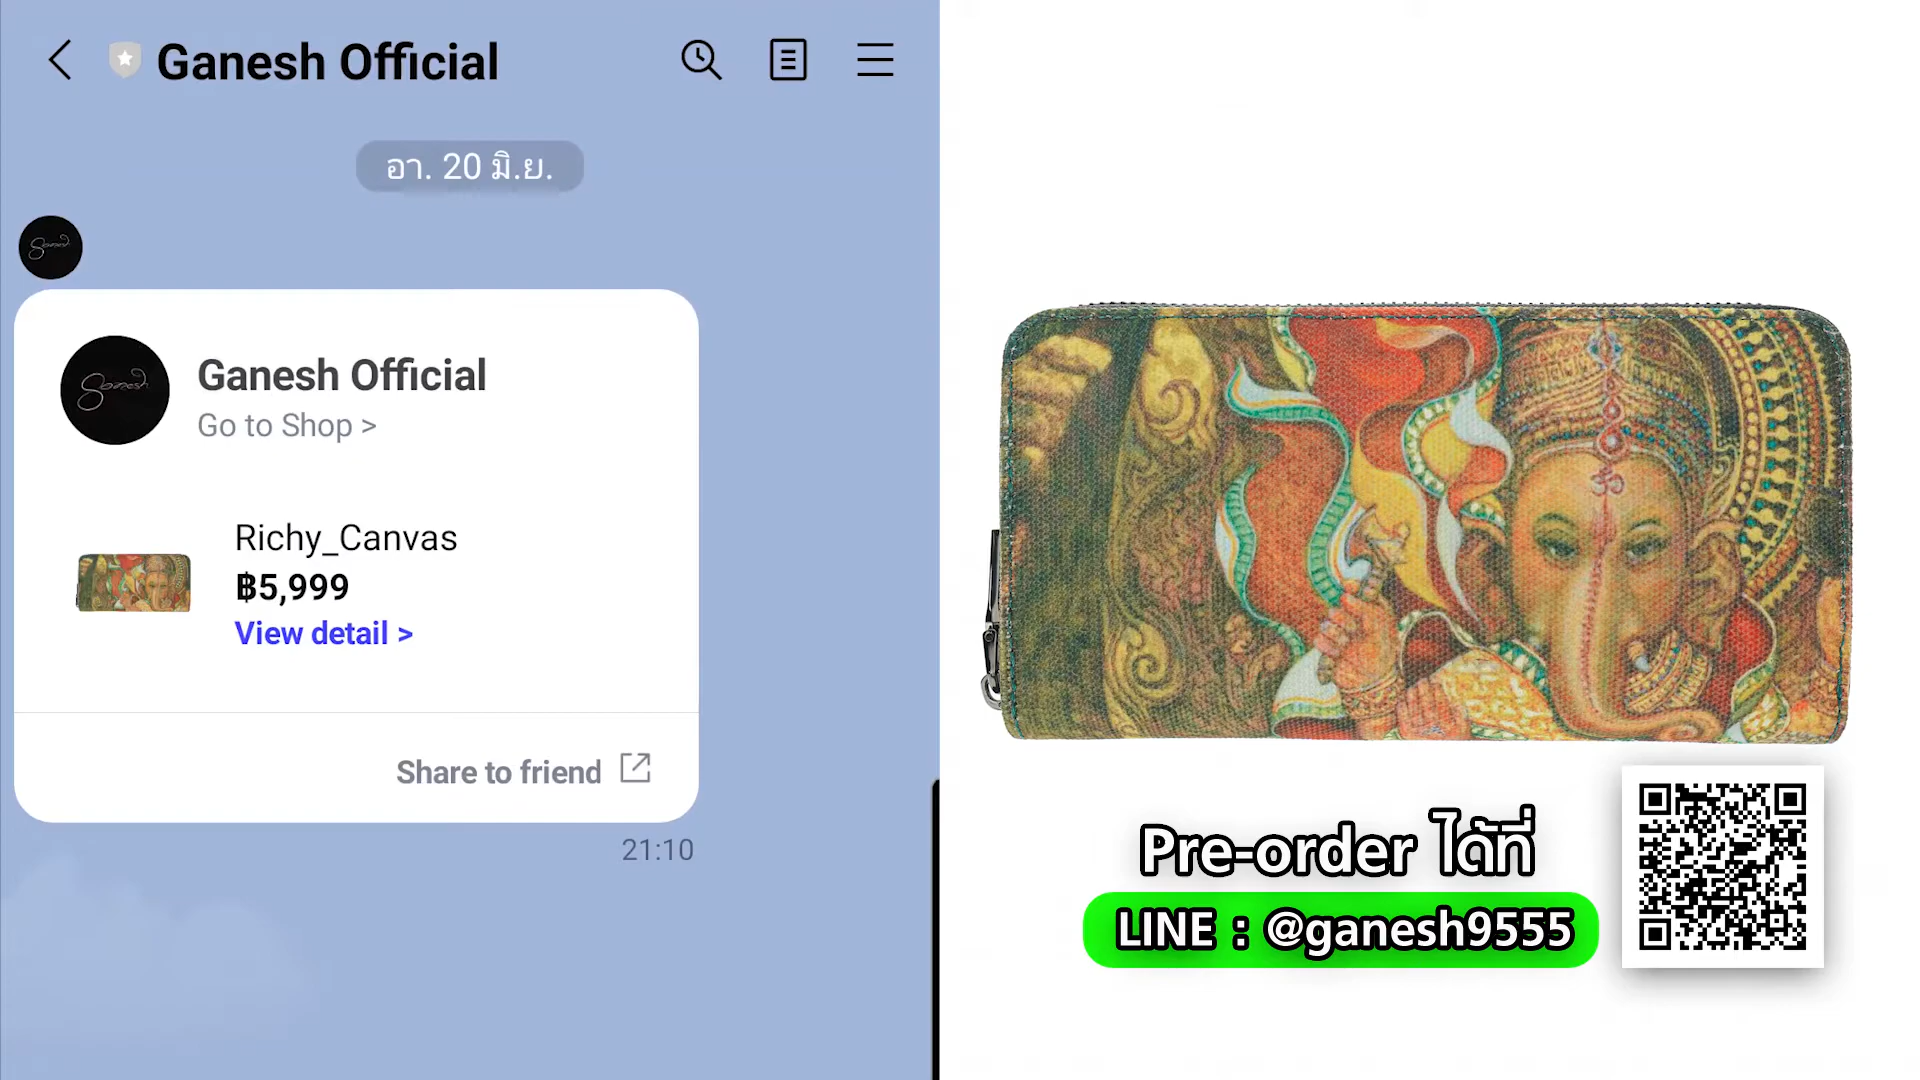 Ganesh Official
อา. 20 มิ.ย.
Ganesh
Ganesh Official
Go to Shop >
Richy_Canvas
฿5,999
View detail >
Share to friend
21:10
Pre-order ได้ที่
LINE : @ganesh9555